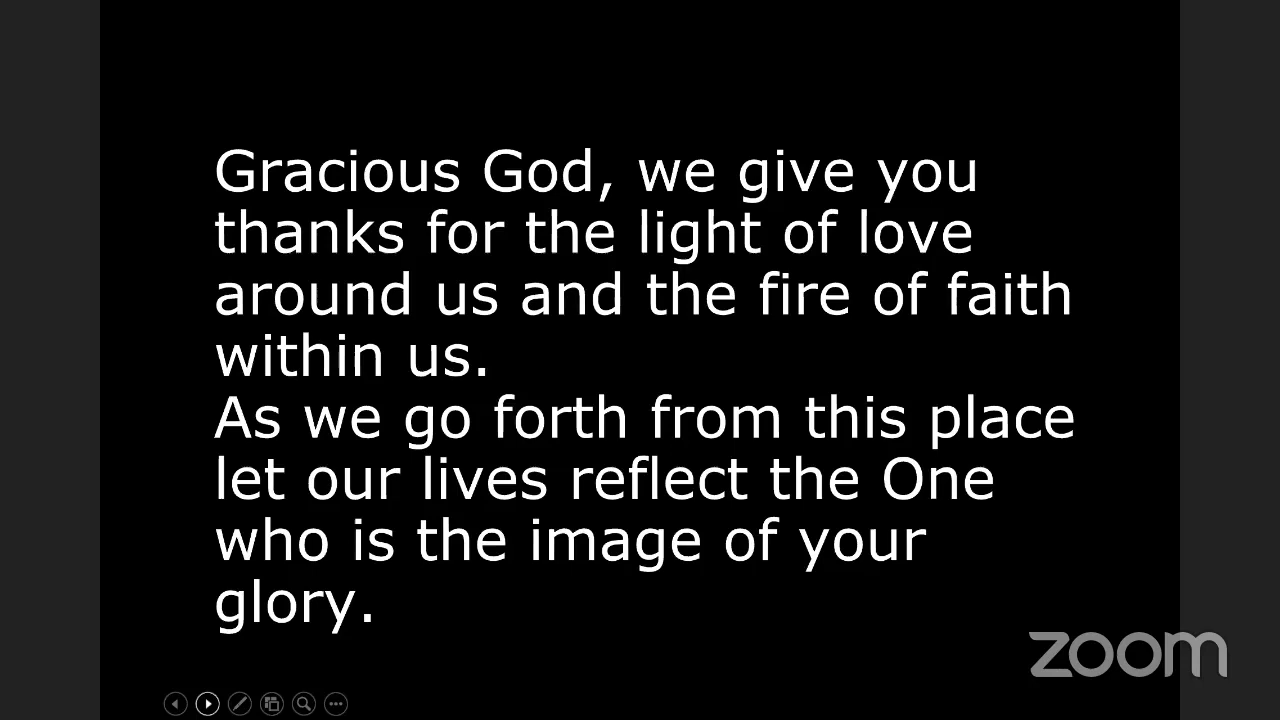 Gracious God, we give you
thanks for the light of love
around us and the fire of faith
within us.
As we go forth from this place
let our lives reflect the One
who is the image of your
glory.
zoom